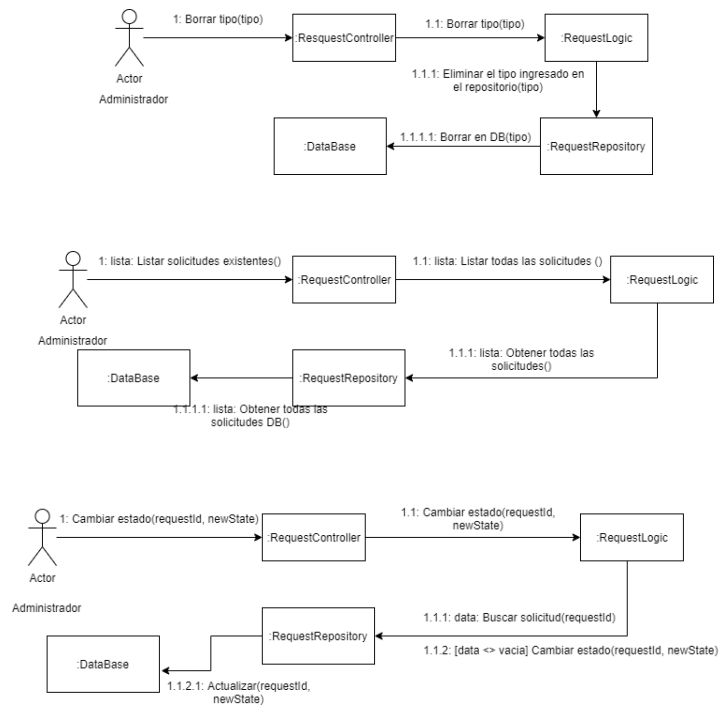 1: Borrar tipo(tipo)
1.1: Borrar tipo(tipo)
:ResquestController
:RequestLogic
Actor
Administrador
1.1.1: Eliminar el tipo ingresado en
el repositorio(tipo)
:DataBase
1.1.1.1: Borrar en DB(tipo)
:RequestRepository
1: lista: Listar solicitudes existentes()
1.1: lista: Listar todas las solicitudes ()
:RequestController
:RequestLogic
Actor
Administrador
1.1.1: lista: Obtener todas las
solicitudes()
:DataBase
:RequestRepository
1.1.1.1: lista: Obtener todas las
solicitudes DB()
1: Cambiar estado(requestId, newState)
1.1: Cambiar estado(requestId,
newState)
:RequestController
:RequestLogic
Actor
Administrador
1.1.1: data: Buscar solicitud(requestId)
:RequestRepository
1.1.2: [data <> vacia] Cambiar estado(requestId, newState)
:DataBase
1.1.2.1: Actualizar(requestId,
newState)